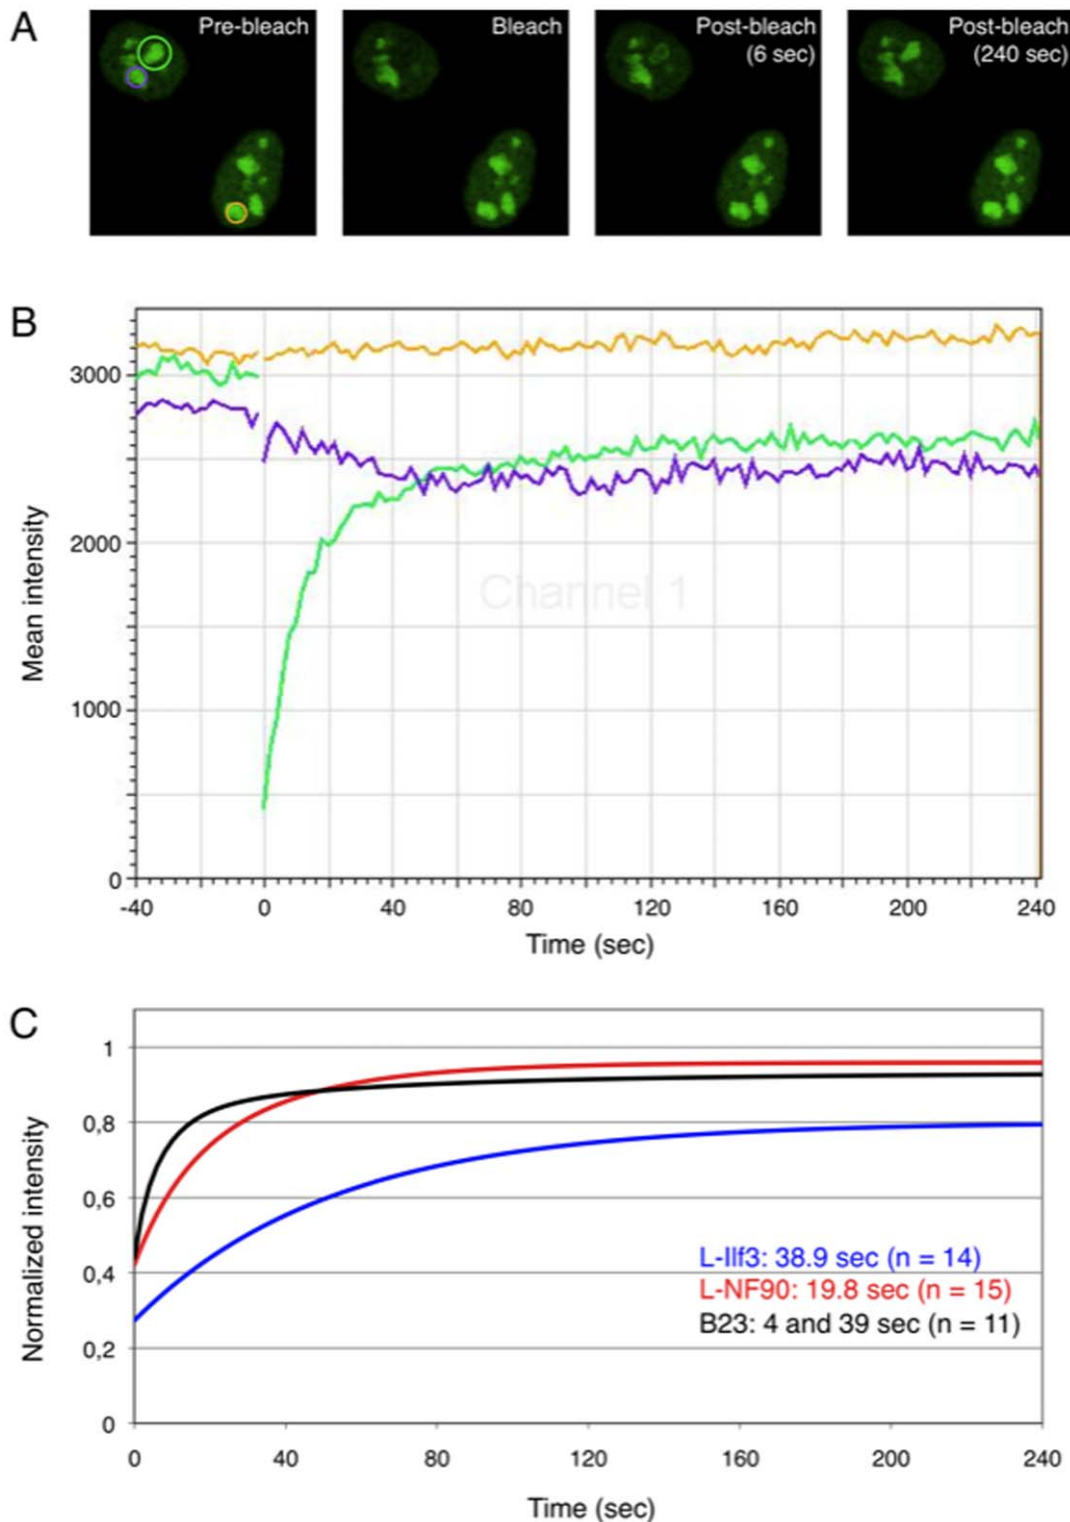 A
Pre-bleach
Bleach
Post-bleach
(6 sec)
Post-bleach
(240 sec)
B
Mean intensity
3000
2000
1000
0
Channel 1
-40 0 40 80 120 160 200 240
Time (sec)
C
Normalized intensity
1
0,8
0,6
0,4
0,2
0
L-Ilf3: 38.9 sec (n = 14)
L-NF90: 19.8 sec (n = 15)
B23: 4 and 39 sec (n = 11)
0 40 80 120 160 200 240
Time (sec)